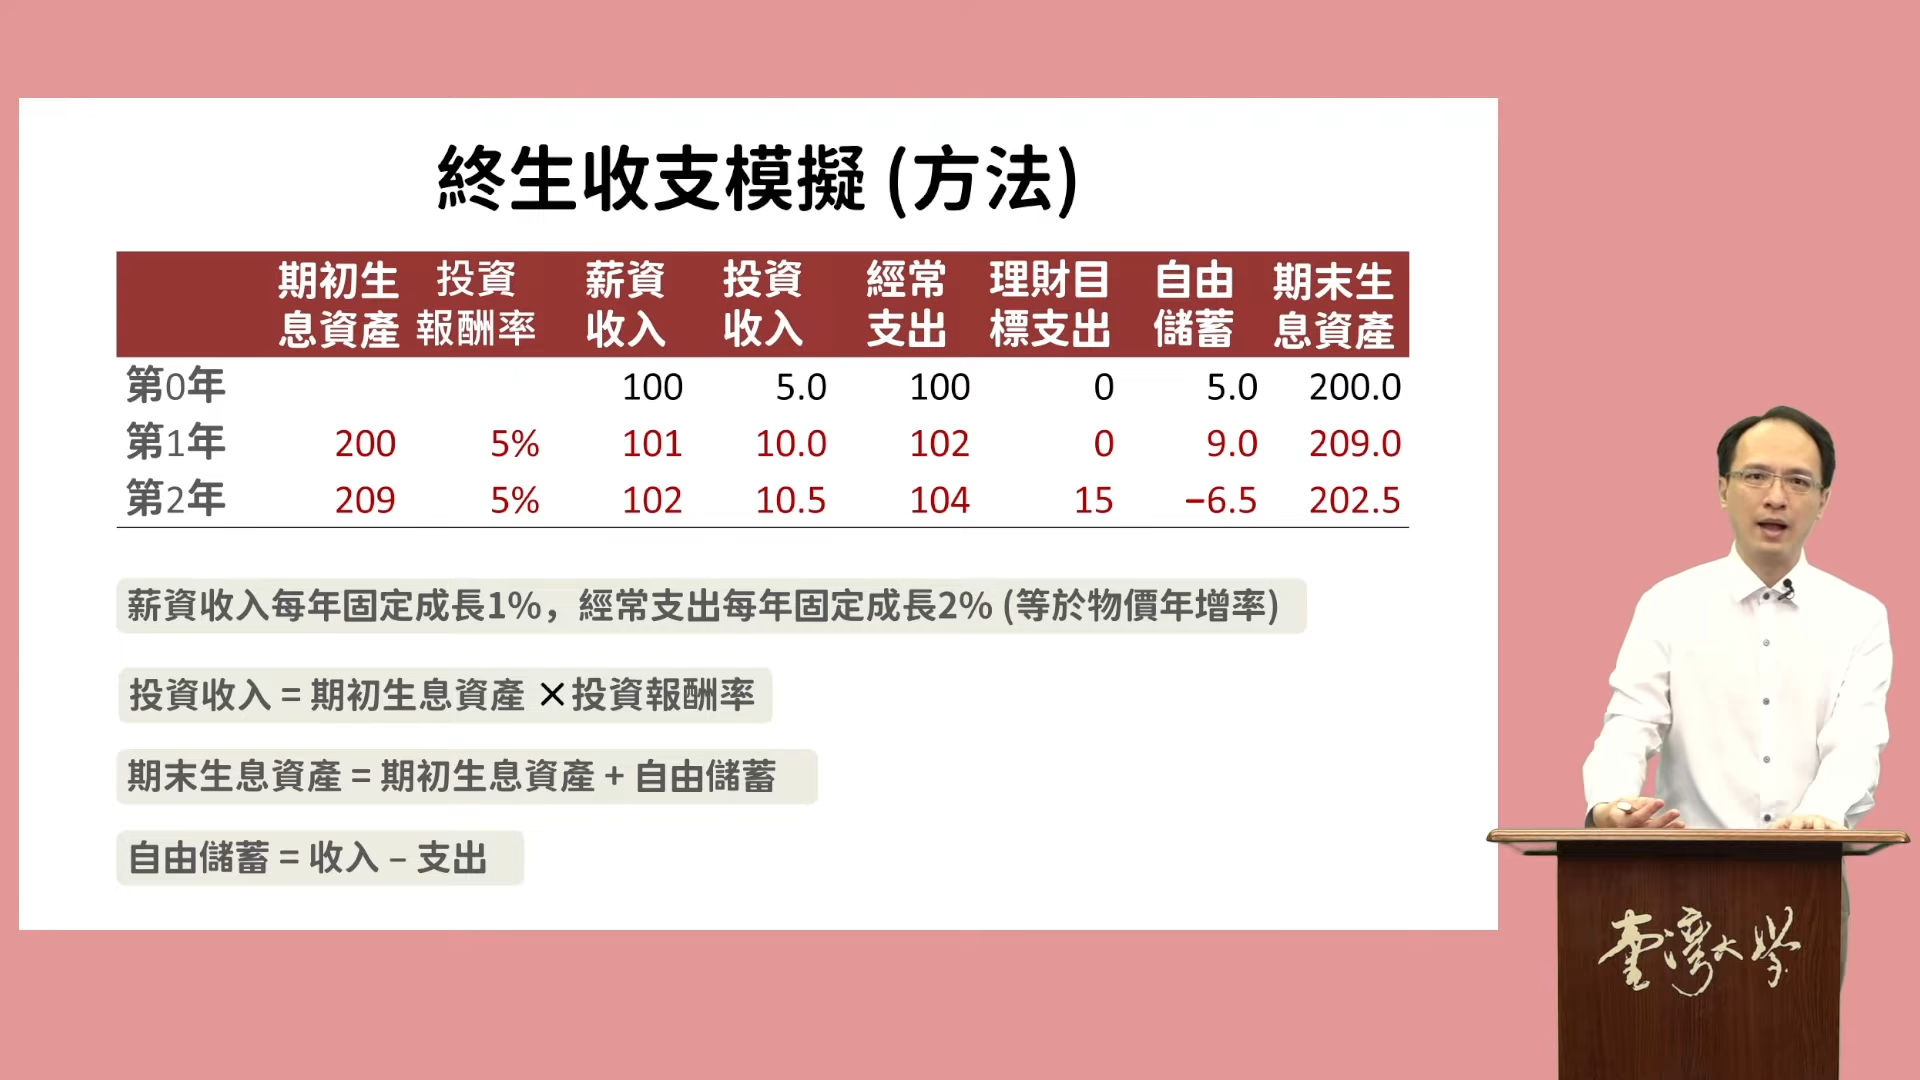 終生收支模擬 (方法)
期初生息資產 投資報酬率 薪資收入 投資收入 經常支出 理財目標支出 自由儲蓄 期末生息資產
第0年 100 5.0 100 0 5.0 200.0
第1年 200 5% 101 10.0 102 0 9.0 209.0
第2年 209 5% 102 10.5 104 15 −6.5 202.5
薪資收入每年固定成長1%，經常支出每年固定成長2% (等於物價年增率)
投資收入 = 期初生息資產 ×投資報酬率
期末生息資產 = 期初生息資產 + 自由儲蓄
自由儲蓄 = 收入 – 支出
臺灣大學